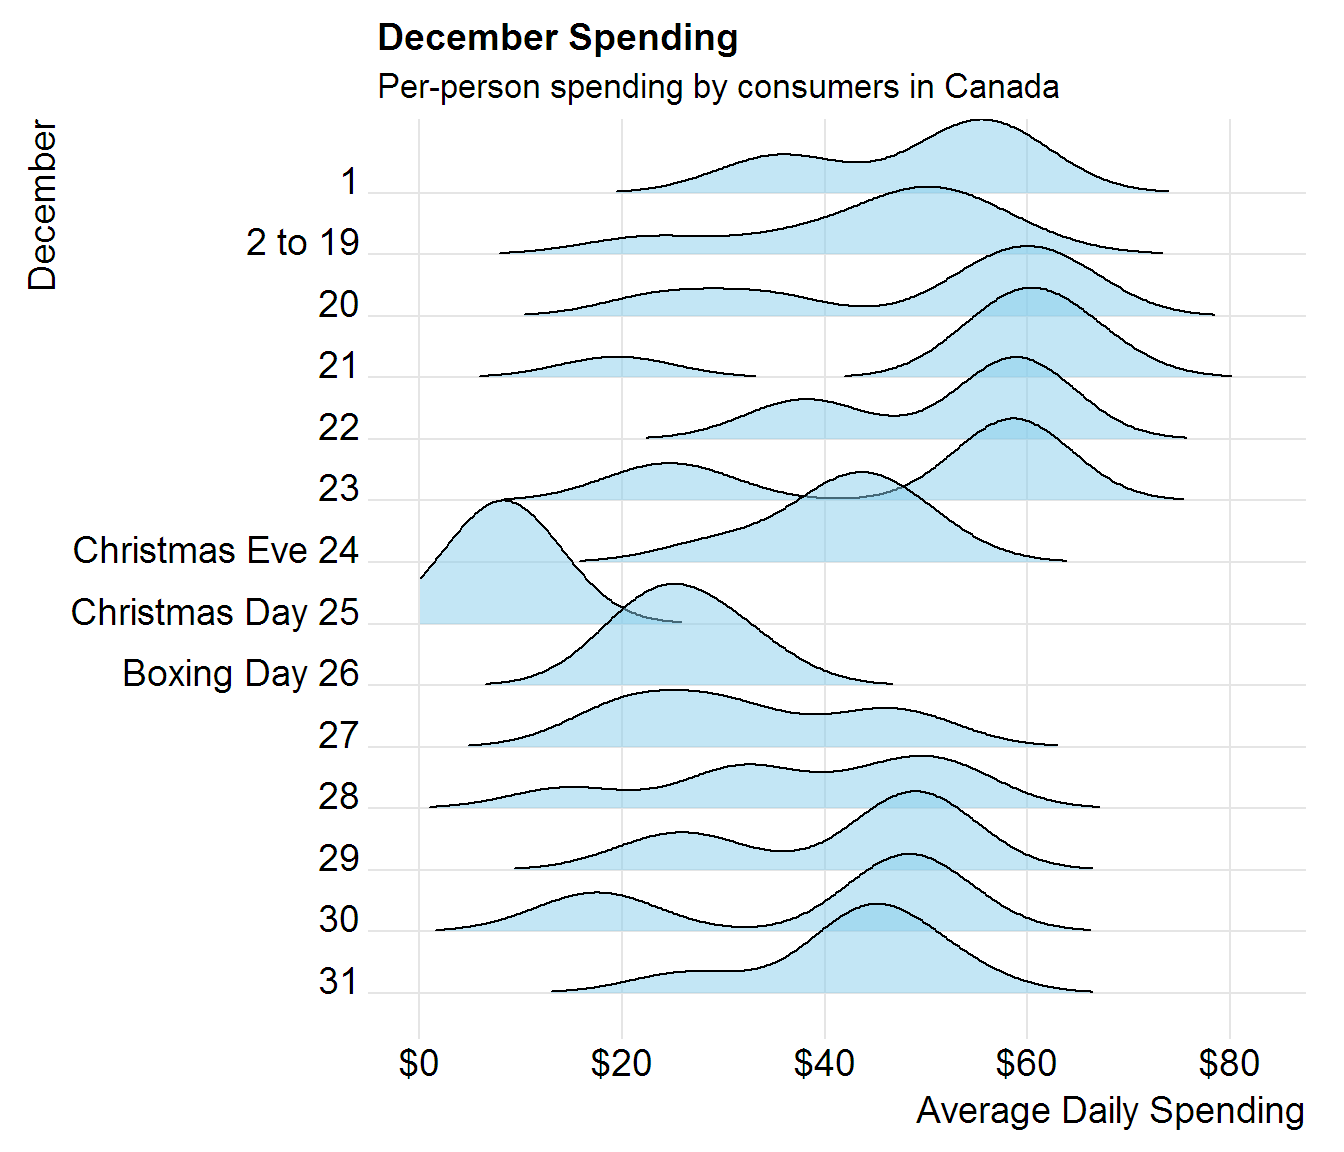 December Spending
Per-person spending by consumers in Canada
December
1
2 to 19
20
21
22
23
Christmas Eve 24
Christmas Day 25
Boxing Day 26
27
28
29
30
31
$0 $20 $40 $60 $80
Average Daily Spending